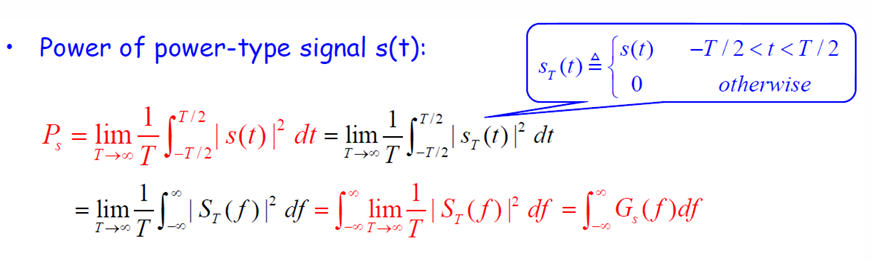 • Power of power-type signal s(t):
s_T(t) ≜ { s(t)   −T/2 < t < T/2
0   otherwise
P_s = lim_{T→∞} 1/T ∫_{−T/2}^{T/2} | s(t) |² dt = lim_{T→∞} 1/T ∫_{−T/2}^{T/2} | s_T(t) |² dt
= lim_{T→∞} 1/T ∫_{−∞}^{∞} | S_T(f) |² df = ∫_{−∞}^{∞} lim_{T→∞} 1/T | S_T(f) |² df = ∫_{−∞}^{∞} G_s(f)df